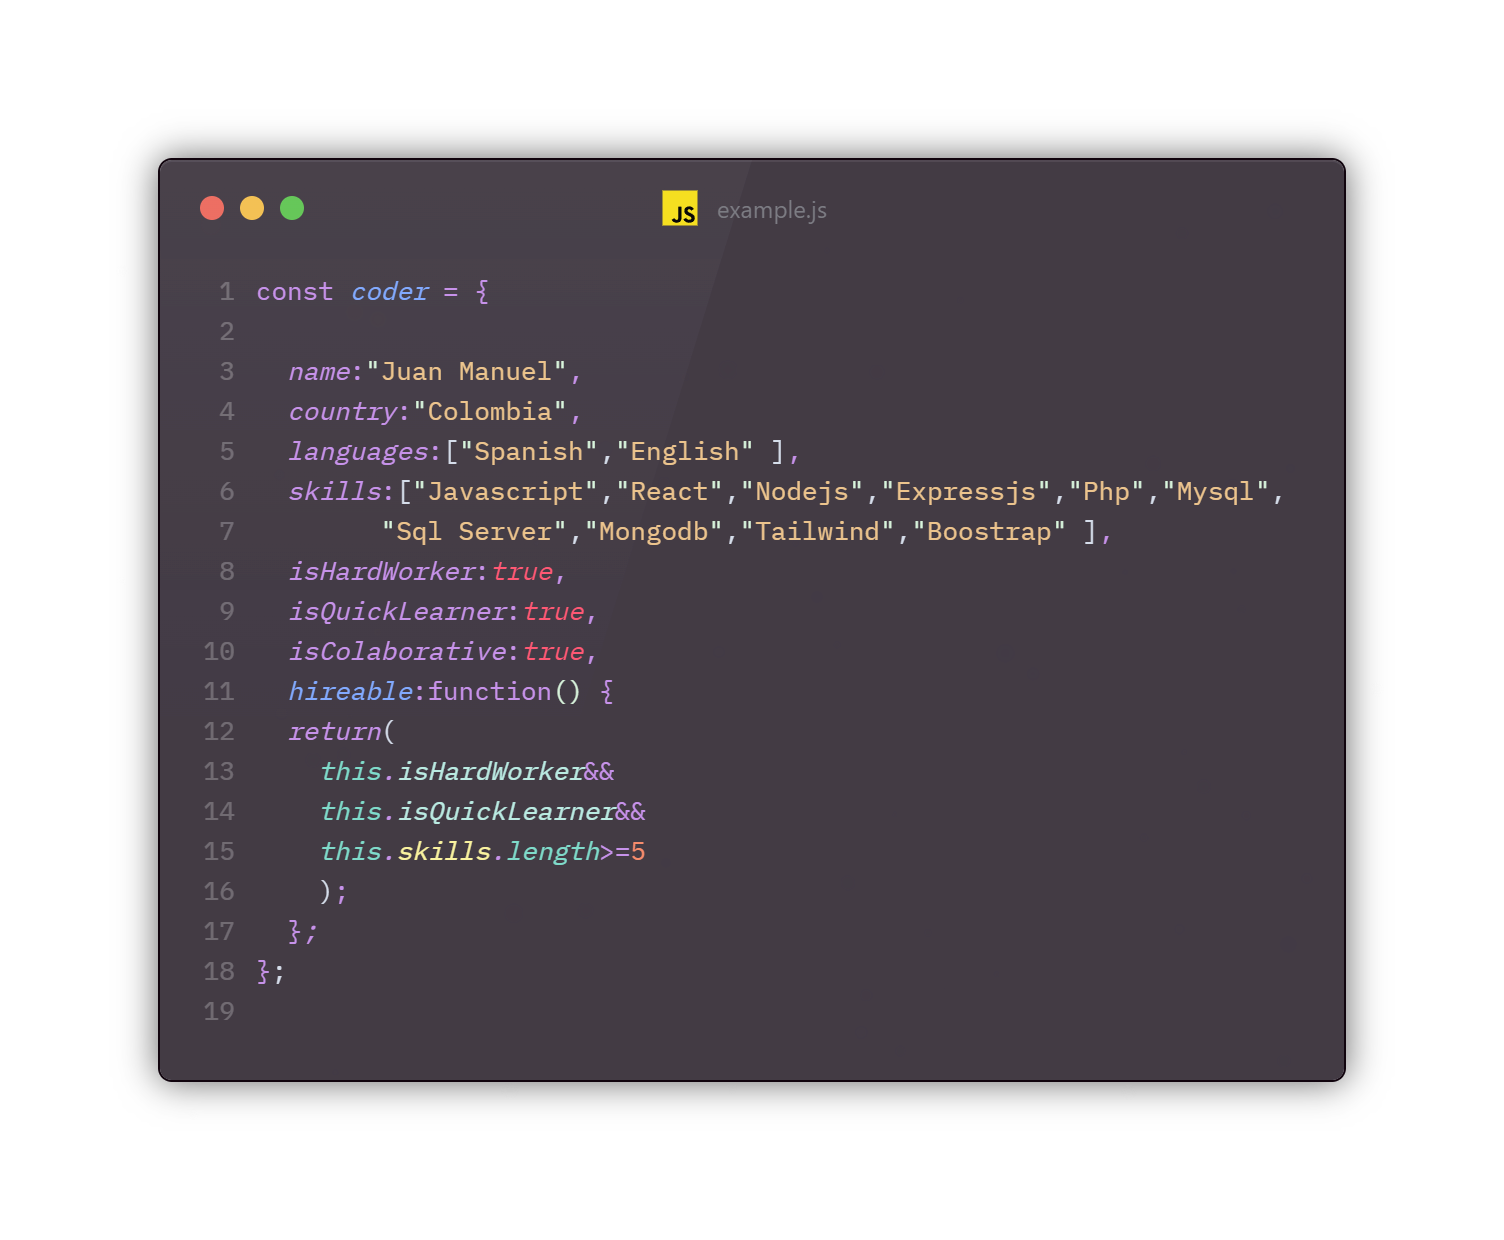 JS example.js
1 const coder = {
2
3   name:"Juan Manuel",
4   country:"Colombia",
5   languages:["Spanish","English" ],
6   skills:["Javascript","React","Nodejs","Expressjs","Php","Mysql",
7         "Sql Server","Mongodb","Tailwind","Boostrap" ],
8   isHardWorker:true,
9   isQuickLearner:true,
10   isColaborative:true,
11   hireable:function() {
12   return(
13     this.isHardWorker&&
14     this.isQuickLearner&&
15     this.skills.length>=5
16     );
17   };
18 };
19